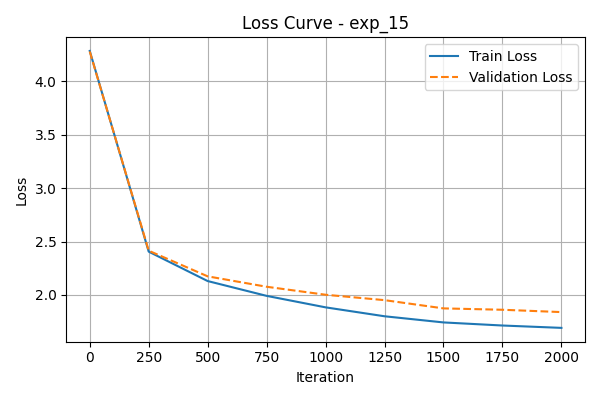 Loss Curve - exp_15
Train Loss
Validation Loss
Loss
4.0
3.5
3.0
2.5
2.0
0 250 500 750 1000 1250 1500 1750 2000
Iteration